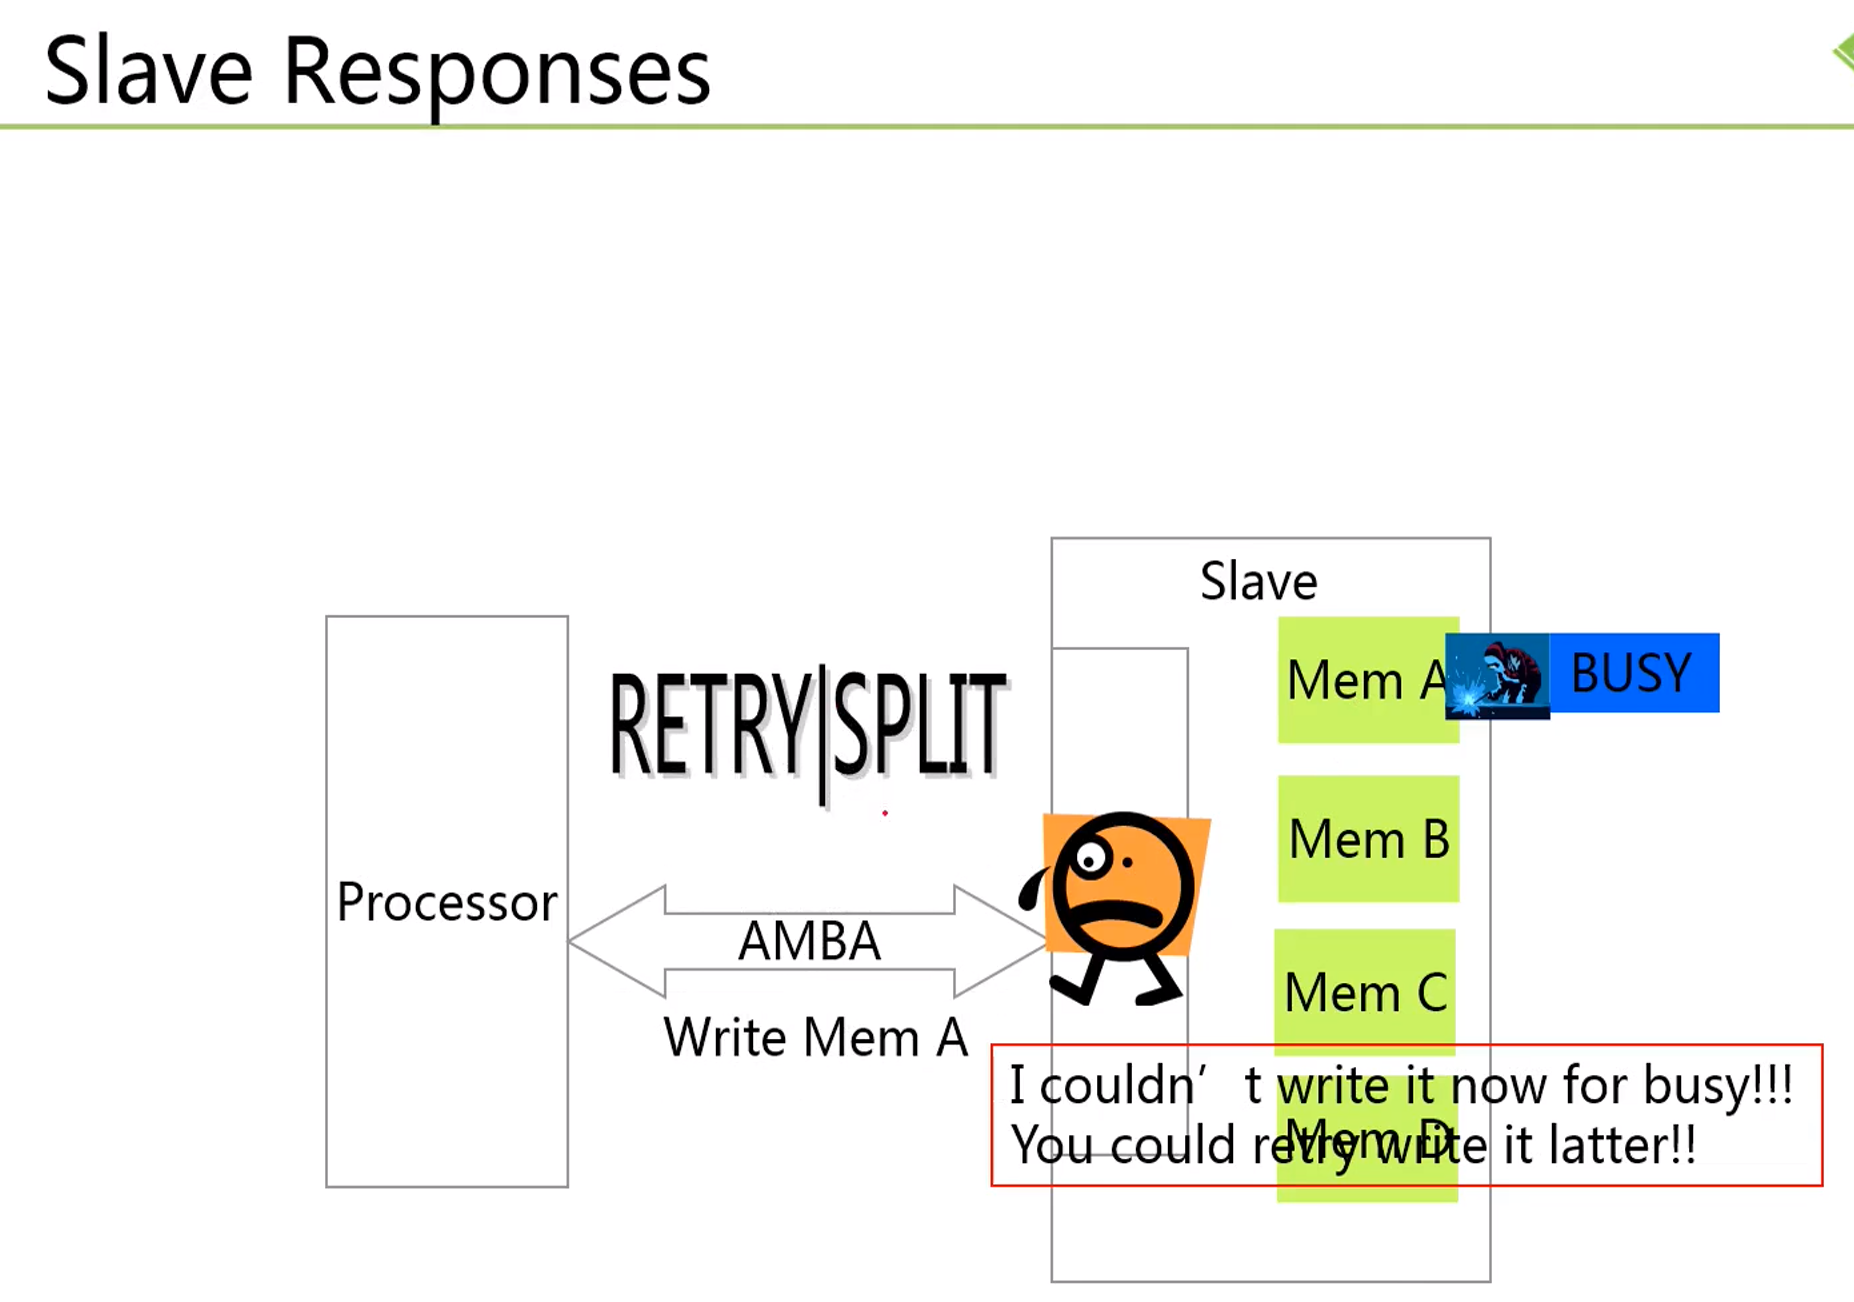 Slave Responses
Slave
Mem A
BUSY
RETRY|SPLIT
Mem B
Processor
AMBA
Mem C
Write Mem A
I couldn’t write it now for busy!!!
You could retry write it latter!!
Mem D